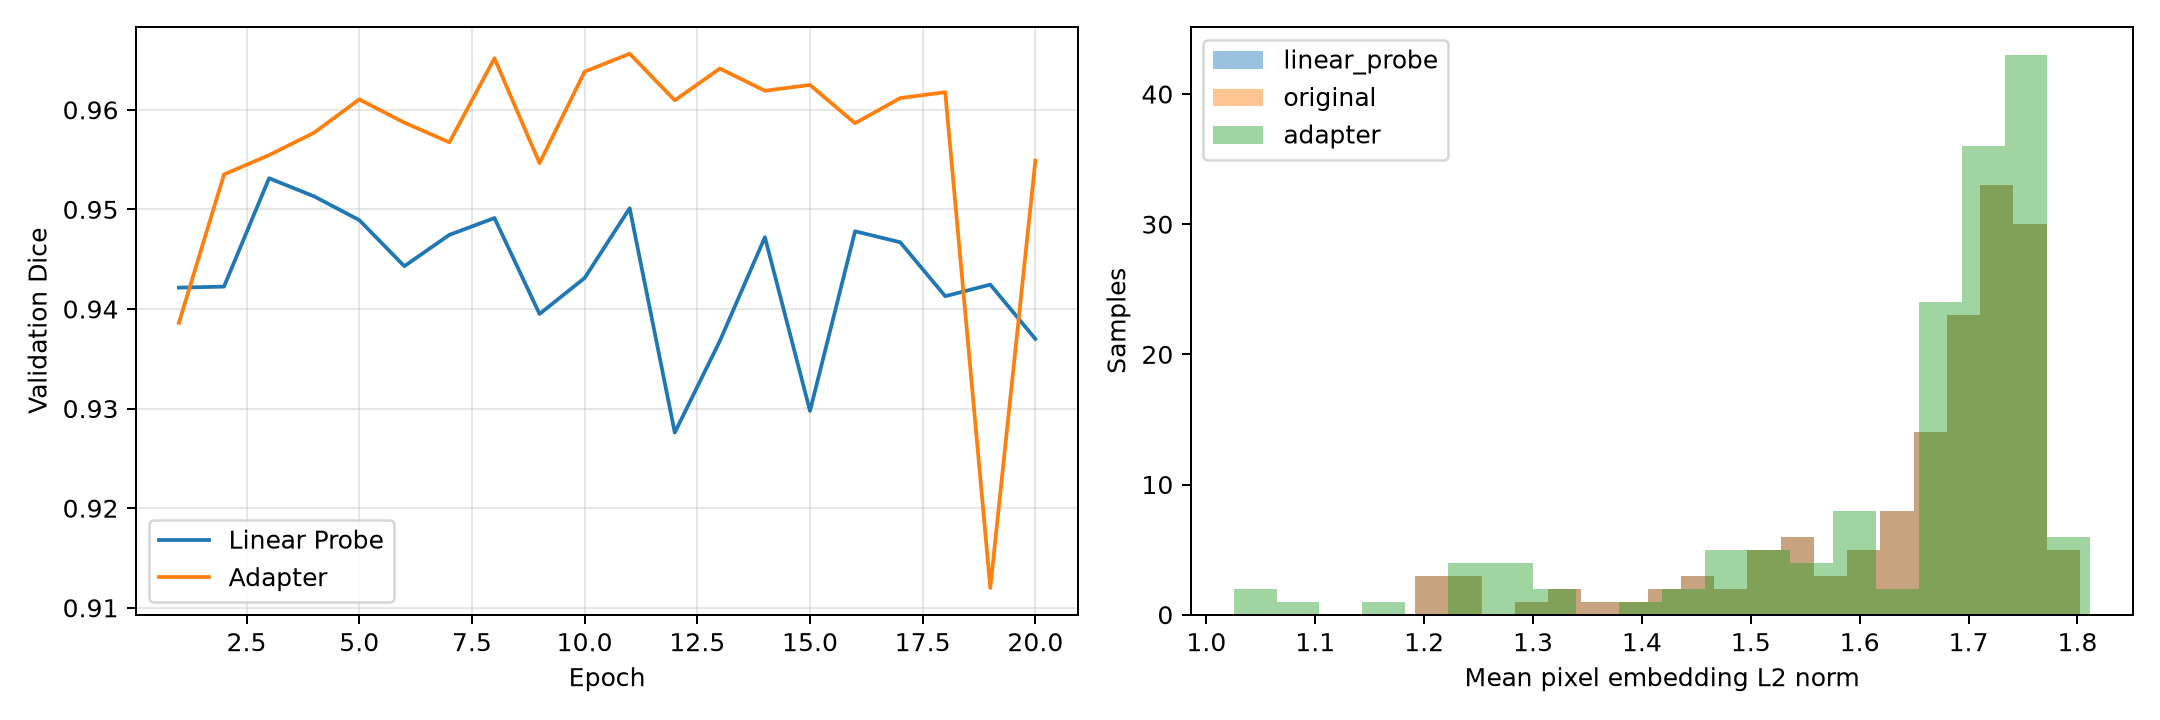 0.96
0.95
0.94
0.93
0.92
0.91
Validation Dice
Linear Probe
Adapter
2.5 5.0 7.5 10.0 12.5 15.0 17.5 20.0
Epoch
linear_probe
original
adapter
40
30
20
10
0
Samples
1.0 1.1 1.2 1.3 1.4 1.5 1.6 1.7 1.8
Mean pixel embedding L2 norm